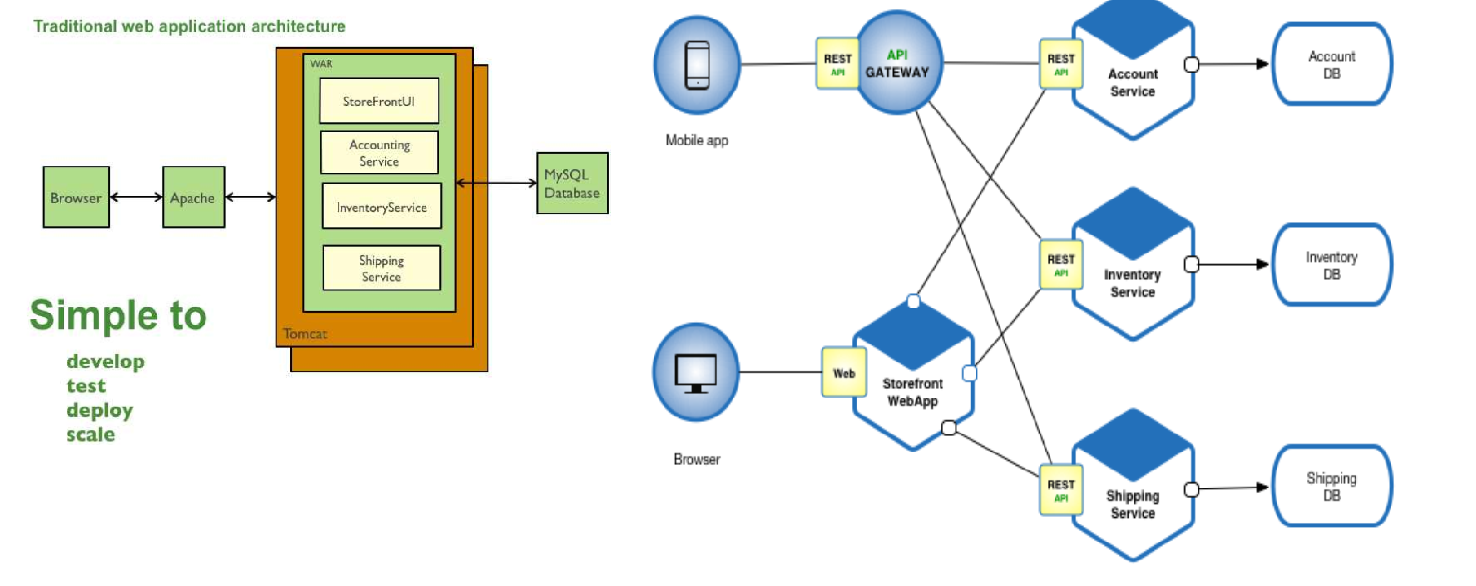 Traditional web application architecture
WAR
StoreFrontUI
Accounting
Service
InventoryService
Shipping
Service
Tomcat
Browser
Apache
MySQL
Database
Simple to
develop
test
deploy
scale
Mobile app
REST
API
API
GATEWAY
REST
API
Account
Service
Account
DB
REST
API
Inventory
Service
Inventory
DB
Browser
Web
Storefront
WebApp
REST
API
Shipping
Service
Shipping
DB